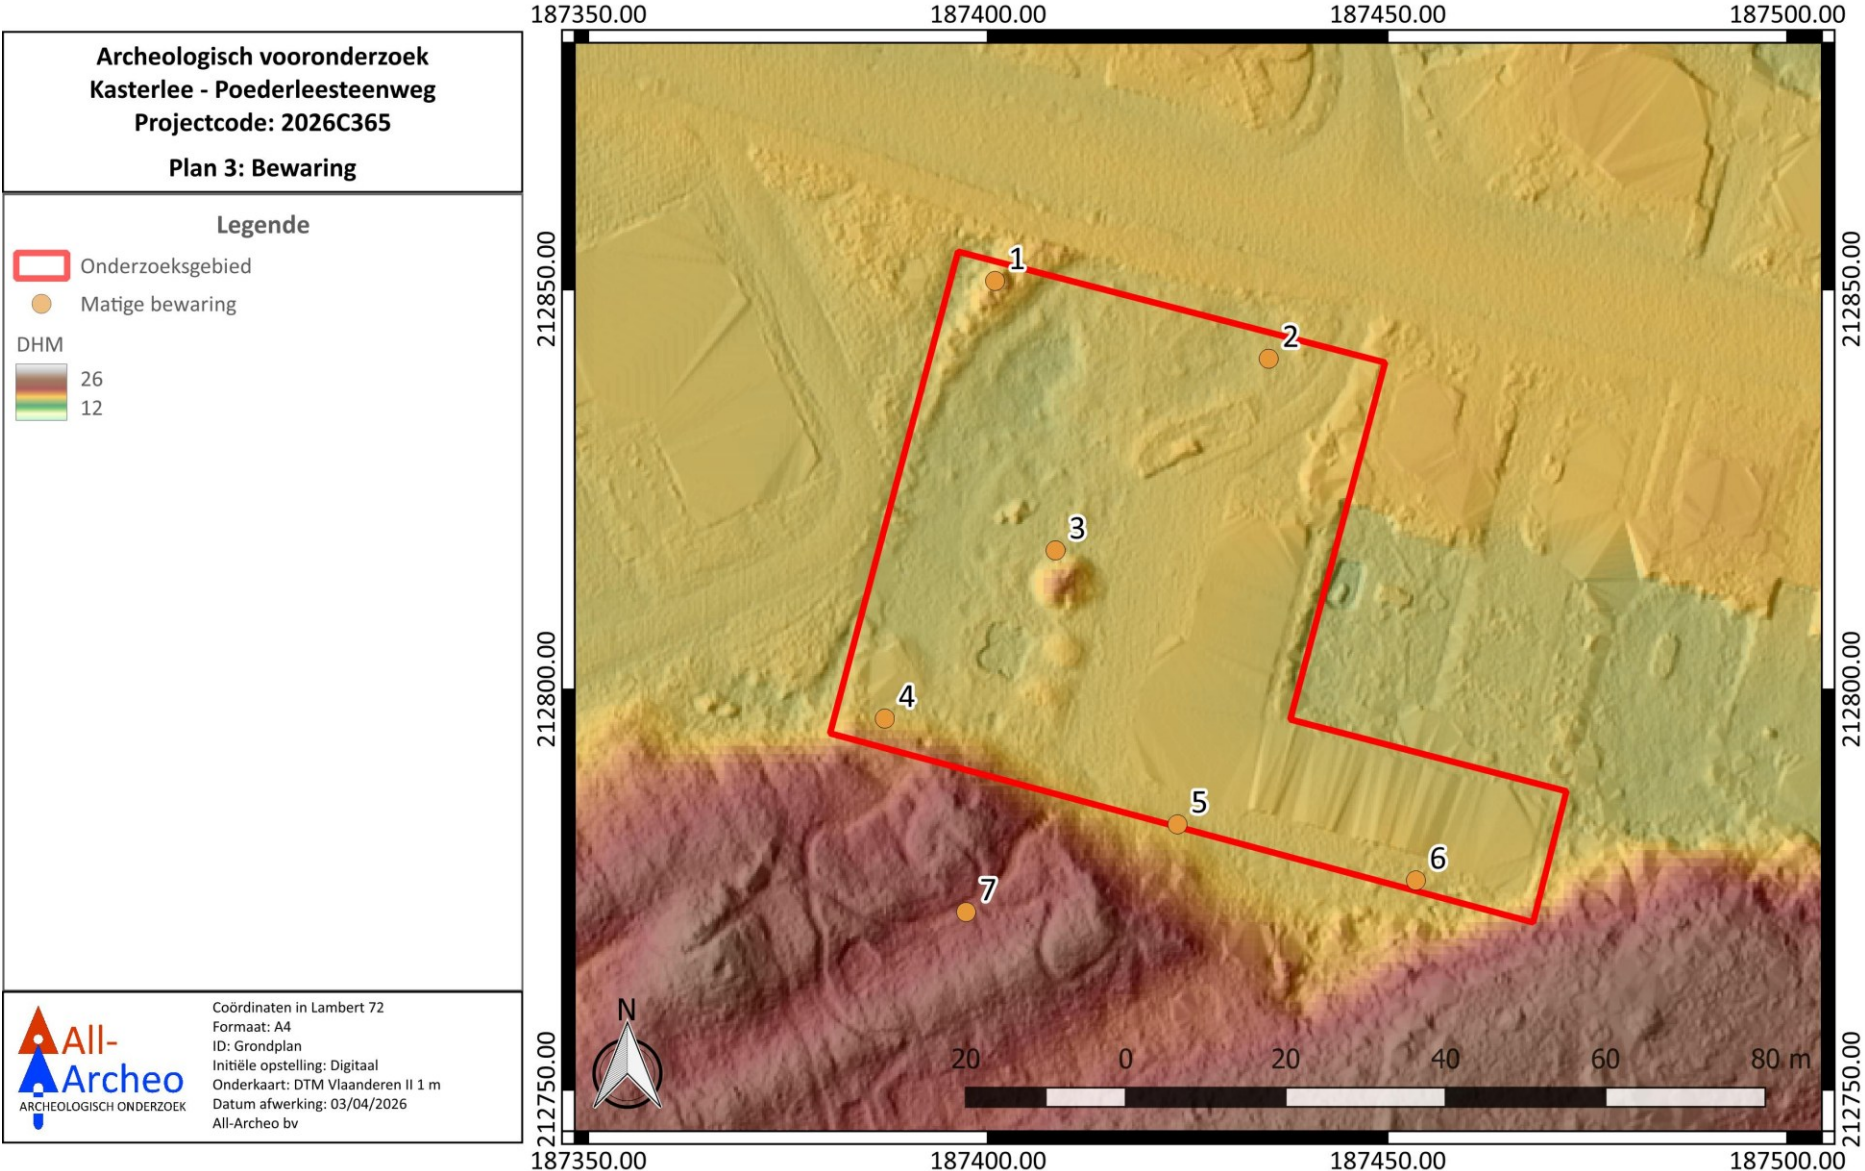 Archeologisch vooronderzoek
Kasterlee - Poederleesteenweg
Projectcode: 2026C365
Plan 3: Bewaring
Legende
Onderzoeksgebied
Matige bewaring
DHM
26
12
All-
Archeo
ARCHEOLOGISCH ONDERZOEK
Coördinaten in Lambert 72
Formaat: A4
ID: Grondplan
Initiële opstelling: Digitaal
Onderkaart: DTM Vlaanderen II 1 m
Datum afwerking: 03/04/2026
All-Archeo bv
187350.00 187400.00 187450.00 187500.00
212850.00
212800.00
212750.00
1
2
3
4
5
6
7
N
20 0 20 40 60 80 m
212850.00
212800.00
212750.00
187350.00 187400.00 187450.00 187500.00